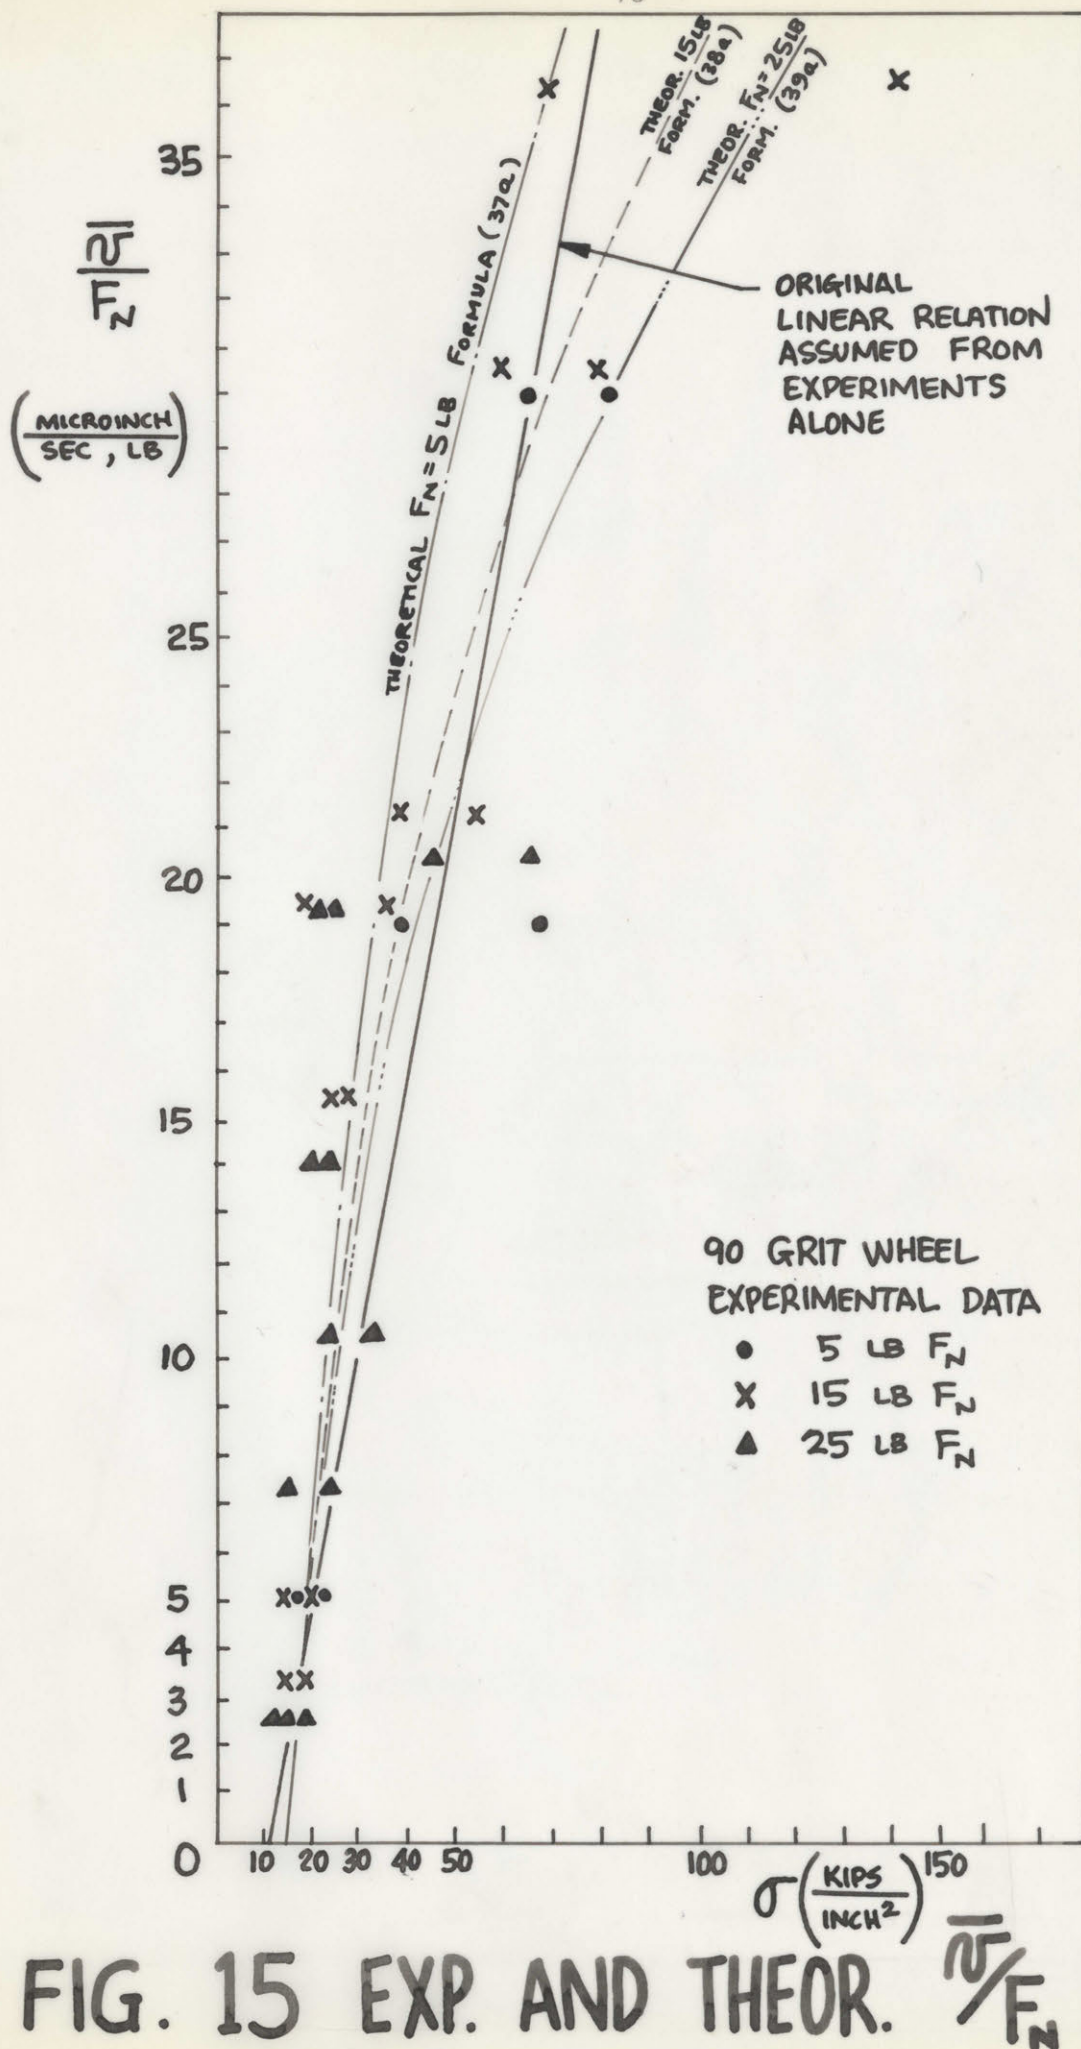 35
v̄
F_N
(MICROINCH
SEC, LB)
25
20
15
10
5
4
3
2
1
0
10 20 30 40 50 100 150
σ (KIPS
INCH²)
THEORETICAL F_N = 5 LB FORMULA (37a)
THEOR. 15 LB
FORM. (38a)
THEOR. F_N = 25 LB
FORM. (39a)
ORIGINAL
LINEAR RELATION
ASSUMED FROM
EXPERIMENTS
ALONE
90 GRIT WHEEL
EXPERIMENTAL DATA
● 5 LB F_N
X 15 LB F_N
▲ 25 LB F_N
FIG. 15 EXP. AND THEOR. v̄/F_N